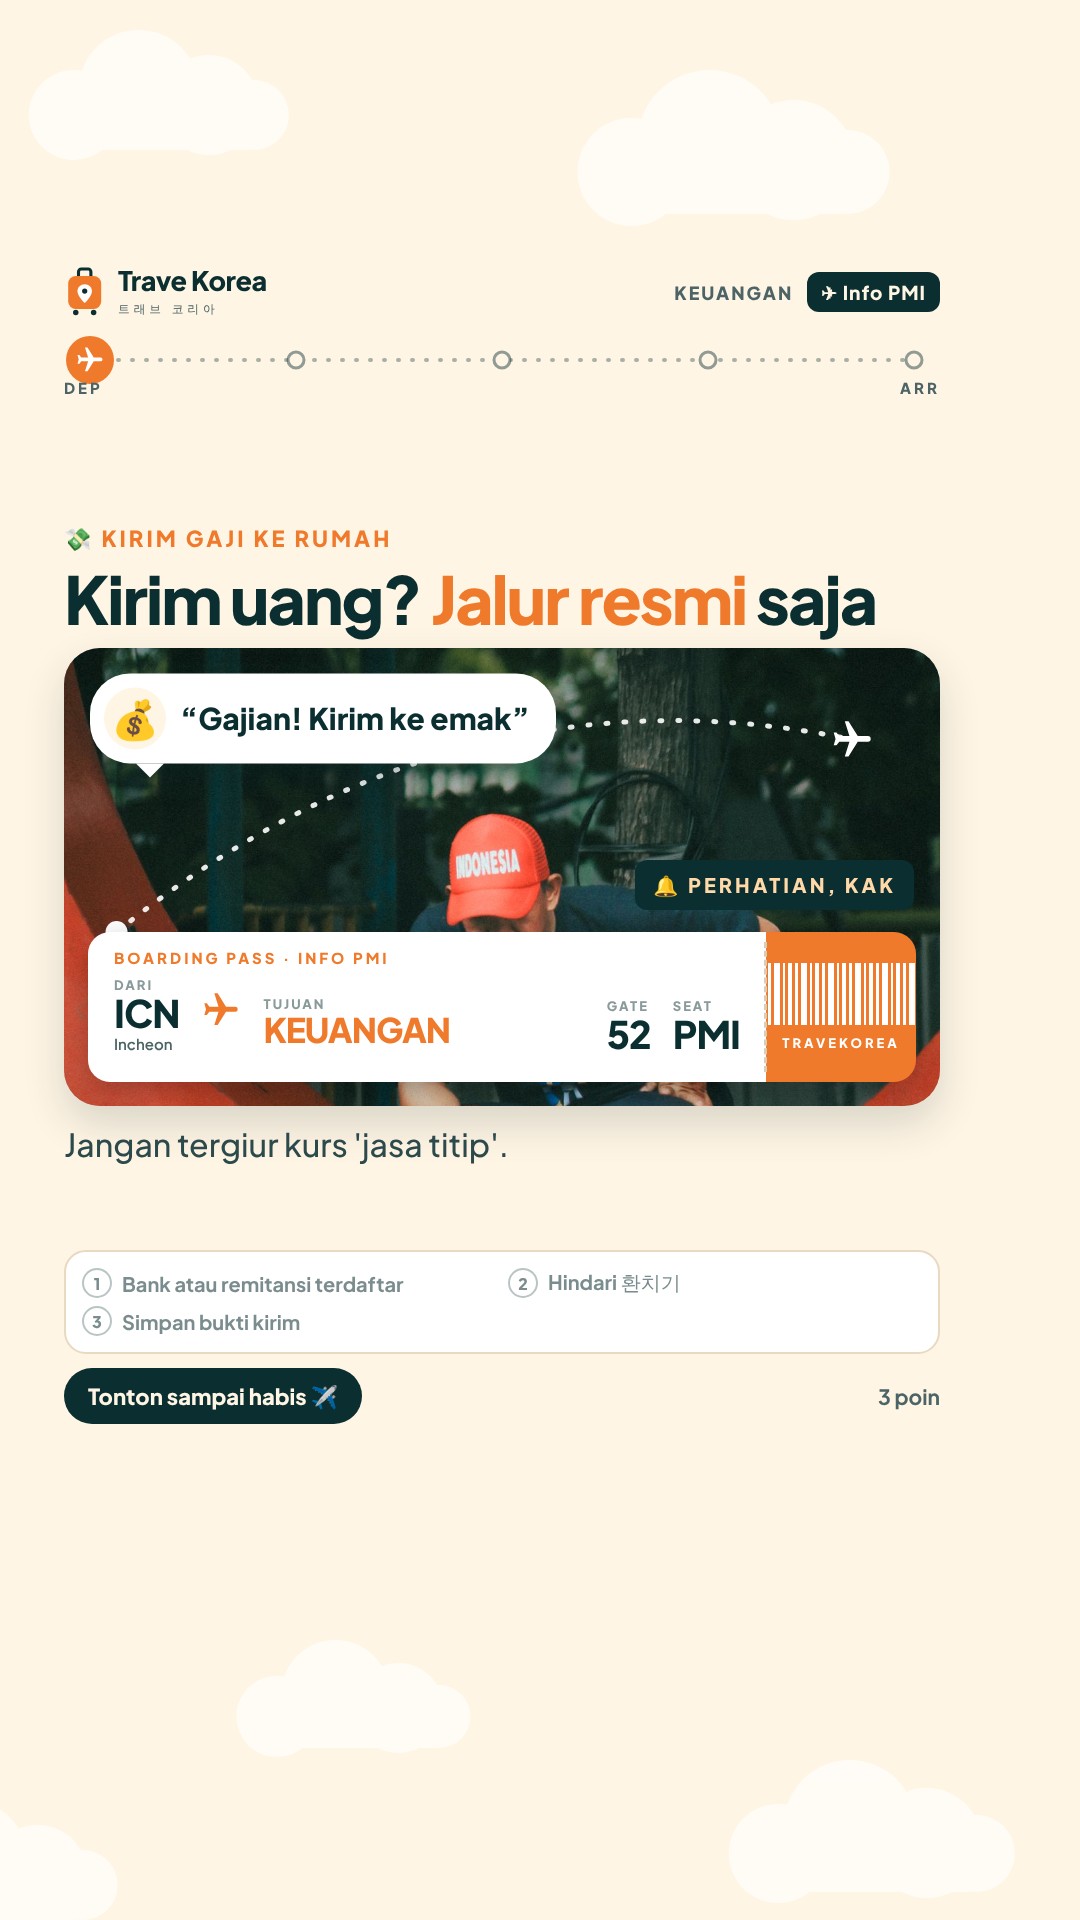 Trave Korea
트래브 코리아
KEUANGAN
✈ Info PMI
DEP
ARR
💸 KIRIM GAJI KE RUMAH
Kirim uang? Jalur resmi saja
💰 “Gajian! Kirim ke emak”
INDONESIA
🔔 PERHATIAN, KAK
BOARDING PASS · INFO PMI
DARI
ICN
Incheon
TUJUAN
KEUANGAN
GATE
52
SEAT
PMI
TRAVEKOREA
Jangan tergiur kurs 'jasa titip'.
1 Bank atau remitansi terdaftar
2 Hindari 환치기
3 Simpan bukti kirim
Tonton sampai habis ✈️
3 poin